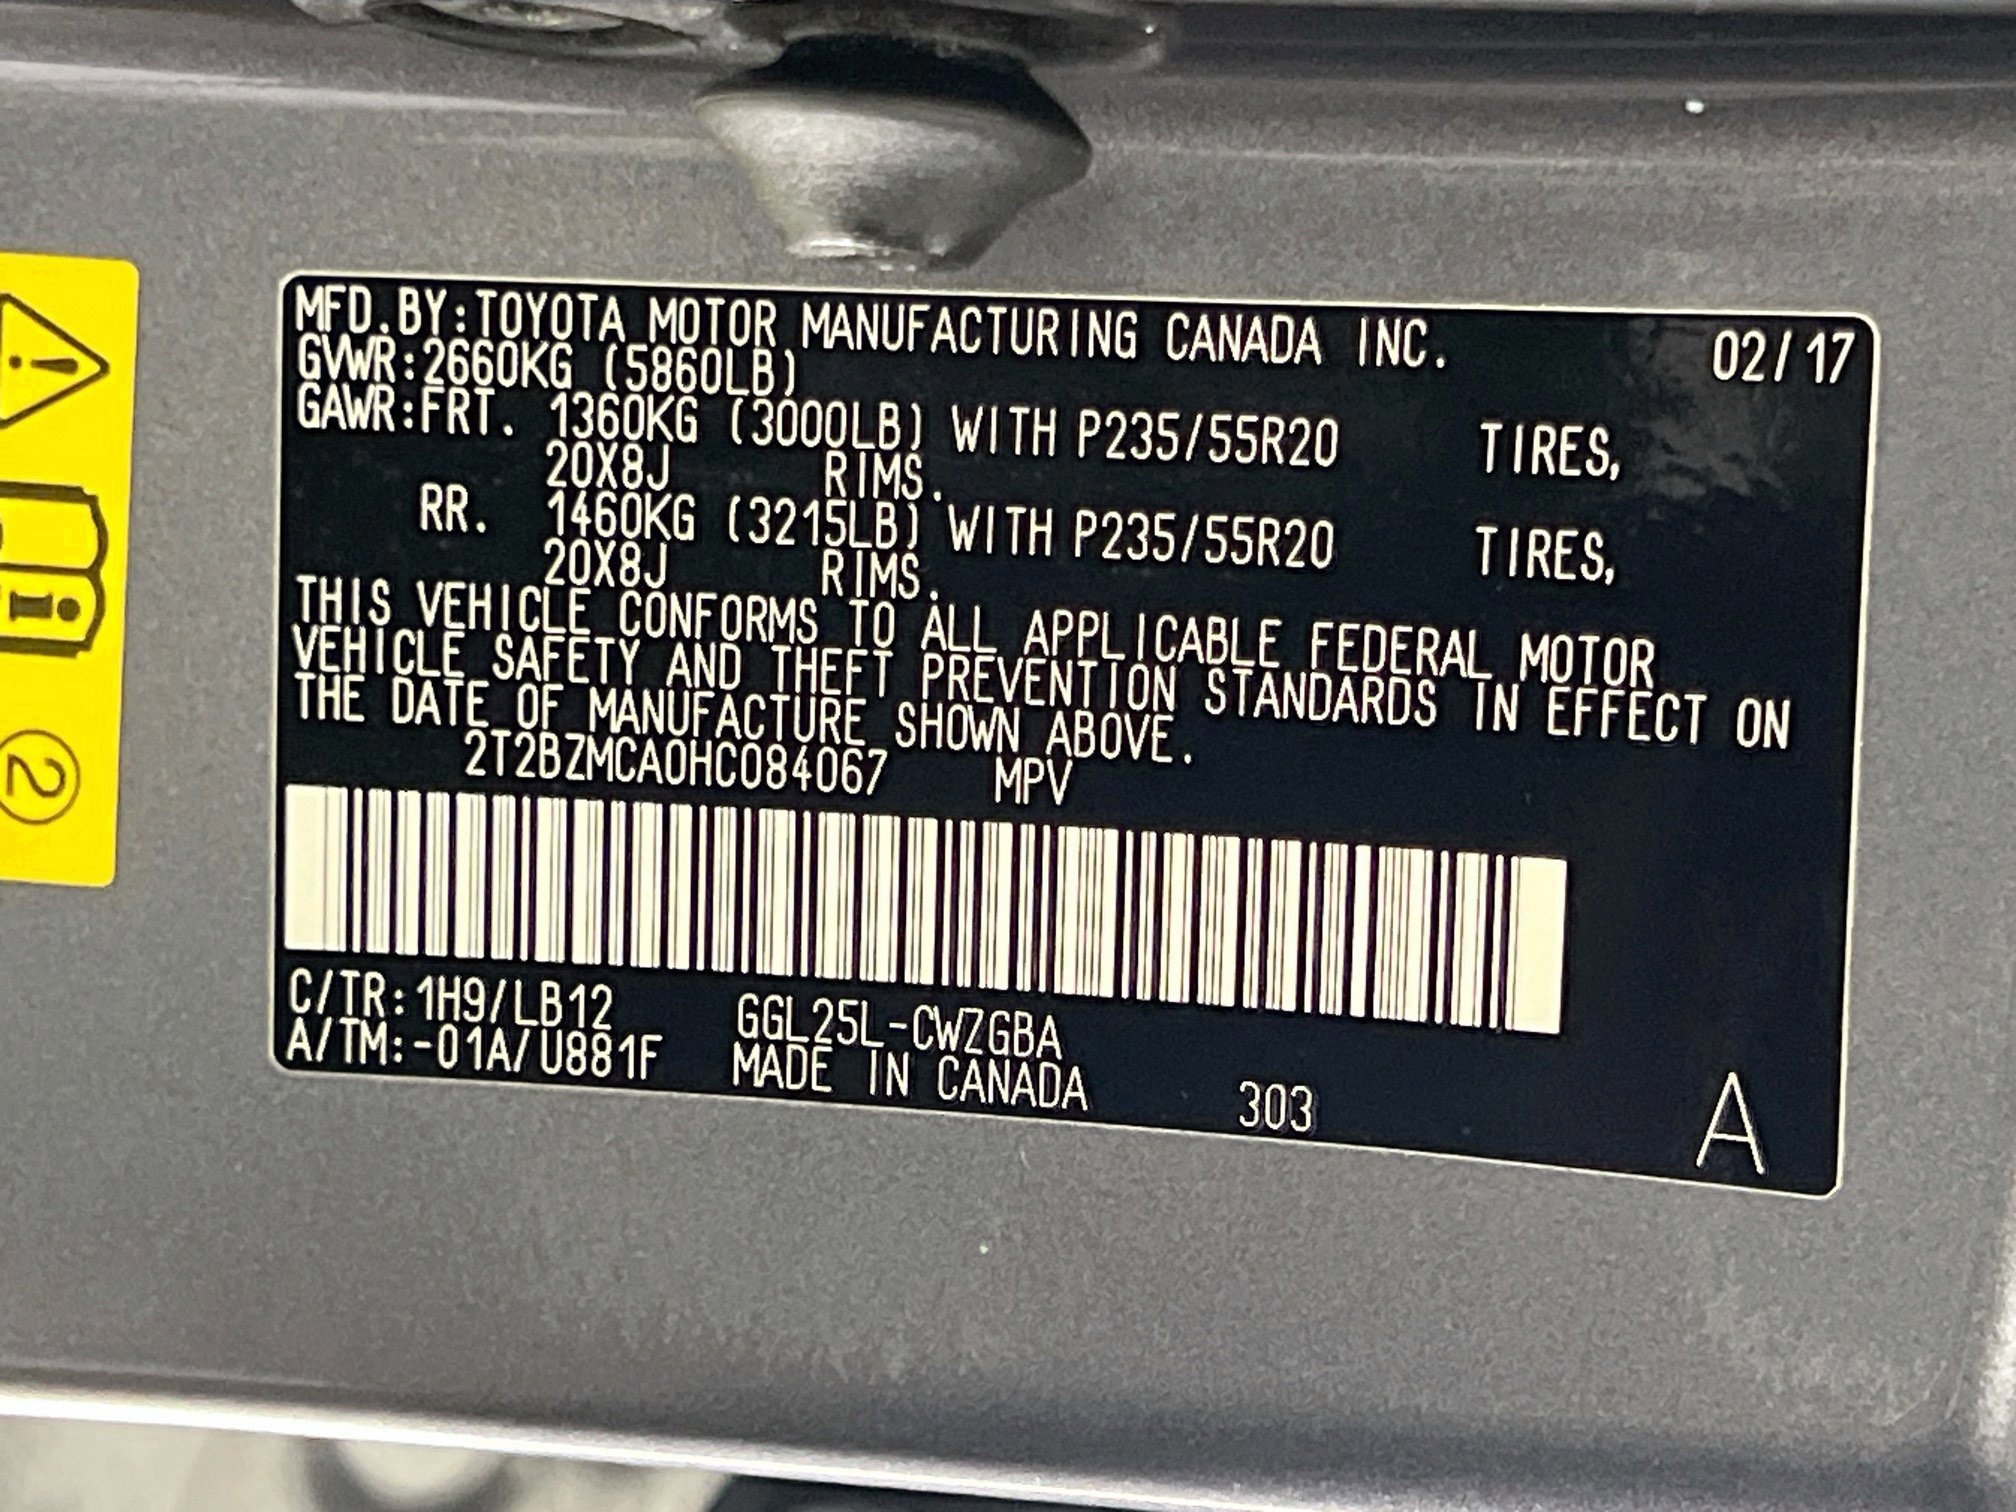 MFD.BY:TOYOTA MOTOR MANUFACTURING CANADA INC. 02/17
GVWR:2660KG (5860LB)
GAWR:FRT. 1360KG (3000LB) WITH P235/55R20 TIRES,
20X8J RIMS.
RR. 1460KG (3215LB) WITH P235/55R20 TIRES,
20X8J RIMS.
THIS VEHICLE CONFORMS TO ALL APPLICABLE FEDERAL MOTOR
VEHICLE SAFETY AND THEFT PREVENTION STANDARDS IN EFFECT ON
THE DATE OF MANUFACTURE SHOWN ABOVE.
2T2BZMCA0HC084067 MPV
C/TR:1H9/LB12 GGL25L-CWZGBA
A/TM:-01A/U881F MADE IN CANADA 303 A
i
2